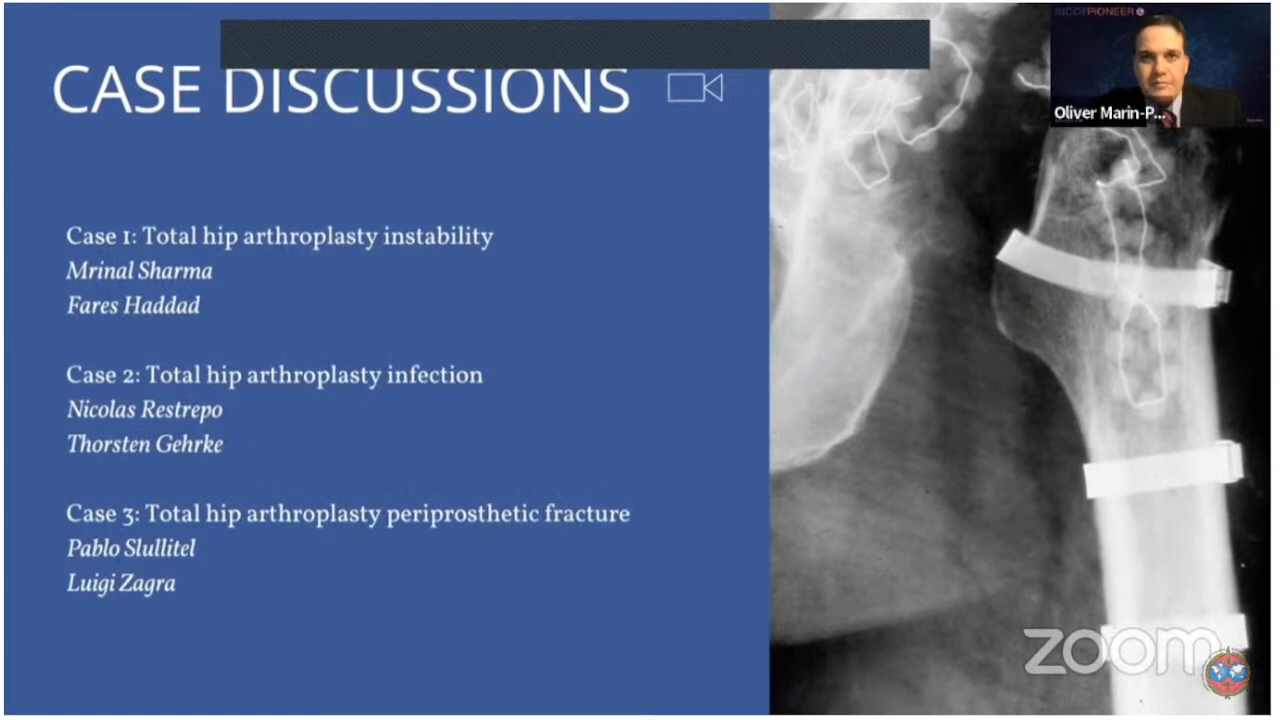 CASE DISCUSSIONS
SICOT PIONEER
Oliver Marin-P...
Case 1: Total hip arthroplasty instability
Mrinal Sharma
Fares Haddad
Case 2: Total hip arthroplasty infection
Nicolas Restrepo
Thorsten Gehrke
Case 3: Total hip arthroplasty periprosthetic fracture
Pablo Slullitel
Luigi Zagra
zoom